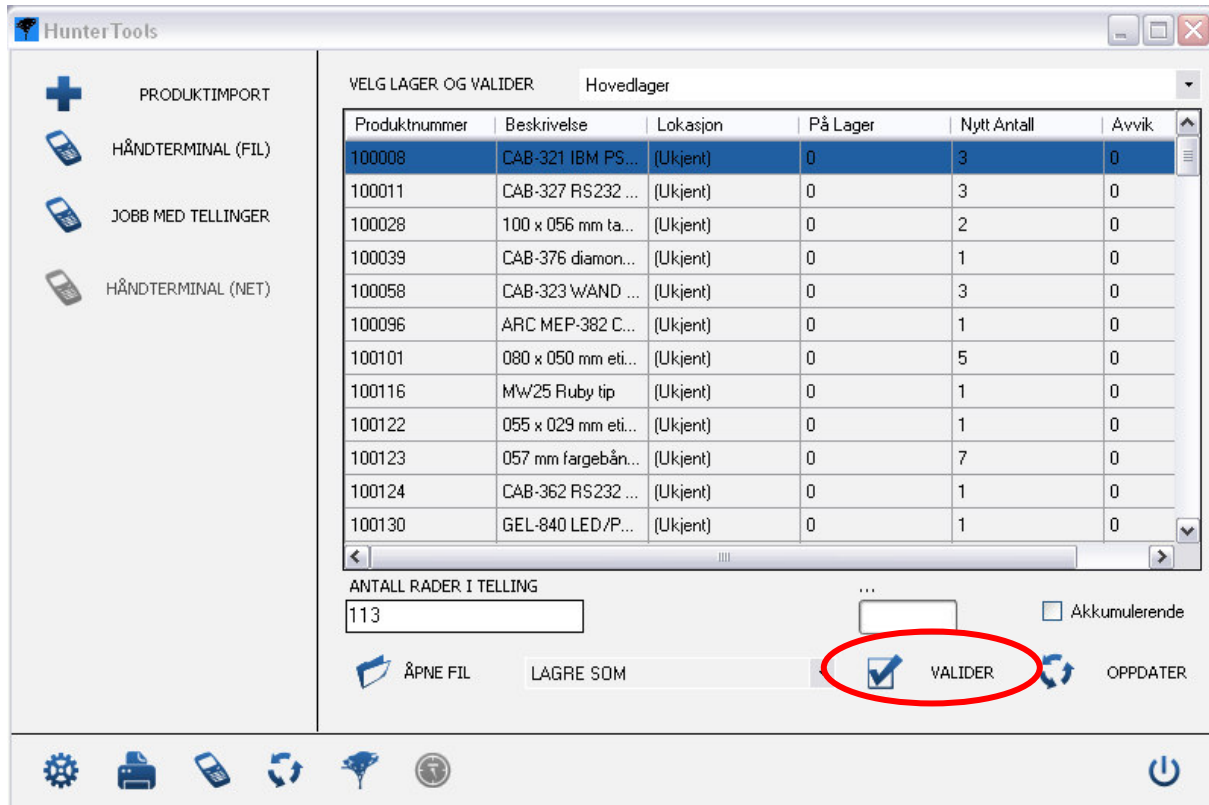 HunterTools
PRODUKTIMPORT
HÅNDTERMINAL (FIL)
JOBB MED TELLINGER
HÅNDTERMINAL (NET)
VELG LAGER OG VALIDER Hovedlager
Produktnummer Beskrivelse Lokasjon På Lager Nytt Antall Avvik
100008 CAB-321 IBM PS... (Ukjent) 0 3 0
100011 CAB-327 RS232 ... (Ukjent) 0 3 0
100028 100 x 056 mm ta... (Ukjent) 0 2 0
100039 CAB-376 diamon... (Ukjent) 0 1 0
100058 CAB-323 WAND ... (Ukjent) 0 3 0
100096 ARC MEP-382 C... (Ukjent) 0 1 0
100101 080 x 050 mm eti... (Ukjent) 0 5 0
100116 MW25 Ruby tip (Ukjent) 0 1 0
100122 055 x 029 mm eti... (Ukjent) 0 1 0
100123 057 mm fargebån... (Ukjent) 0 7 0
100124 CAB-362 RS232 ... (Ukjent) 0 1 0
100130 GEL-840 LED/P... (Ukjent) 0 1 0
ANTALL RADER I TELLING ...
113 Akkumulerende
ÅPNE FIL LAGRE SOM VALIDER OPPDATER